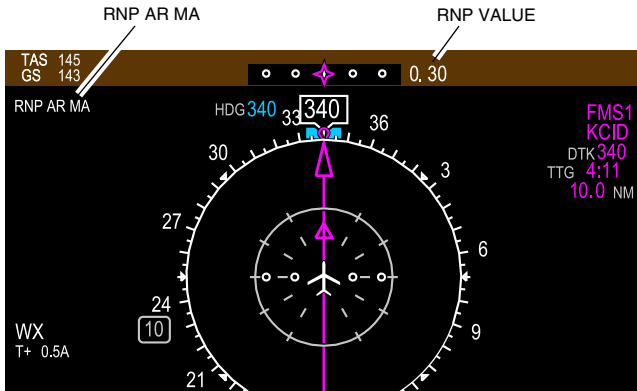 RNP AR MA
RNP VALUE
TAS 145
GS 143
0.30
RNP AR MA
HDG 340
33
340
36
FMS1
KCID
DTK 340
TTG 4:11
10.0 NM
30
3
27
6
24
10
9
WX
T+ 0.5A
21